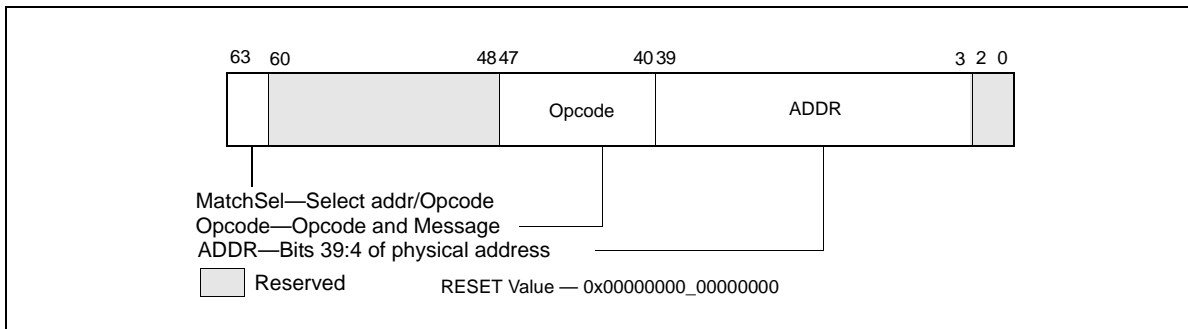 63 60 48 47 40 39 3 2 0
Opcode ADDR
MatchSel—Select addr/Opcode
Opcode—Opcode and Message
ADDR—Bits 39:4 of physical address
Reserved RESET Value — 0x00000000_00000000